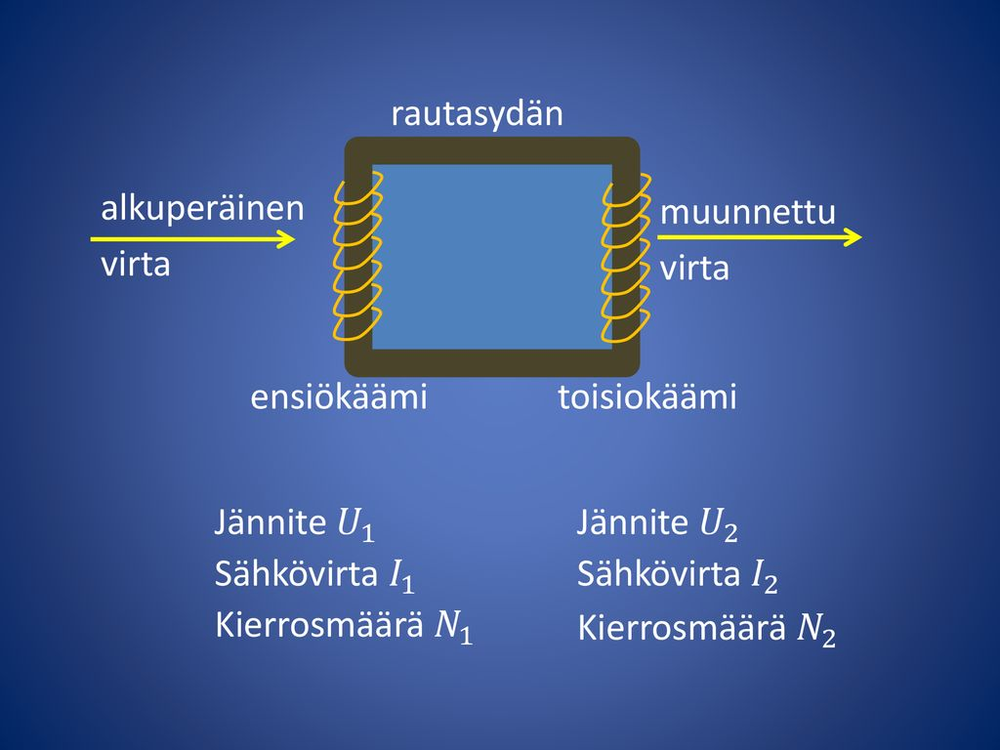 rautasydän
alkuperäinen
virta
muunnettu
virta
ensiökäämi
toisiokäämi
Jännite U₁
Sähkövirta I₁
Kierrosmäärä N₁
Jännite U₂
Sähkövirta I₂
Kierrosmäärä N₂